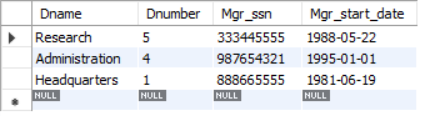 Dname Dnumber Mgr_ssn Mgr_start_date
Research 5 333445555 1988-05-22
Administration 4 987654321 1995-01-01
Headquarters 1 888665555 1981-06-19
NULL NULL NULL NULL